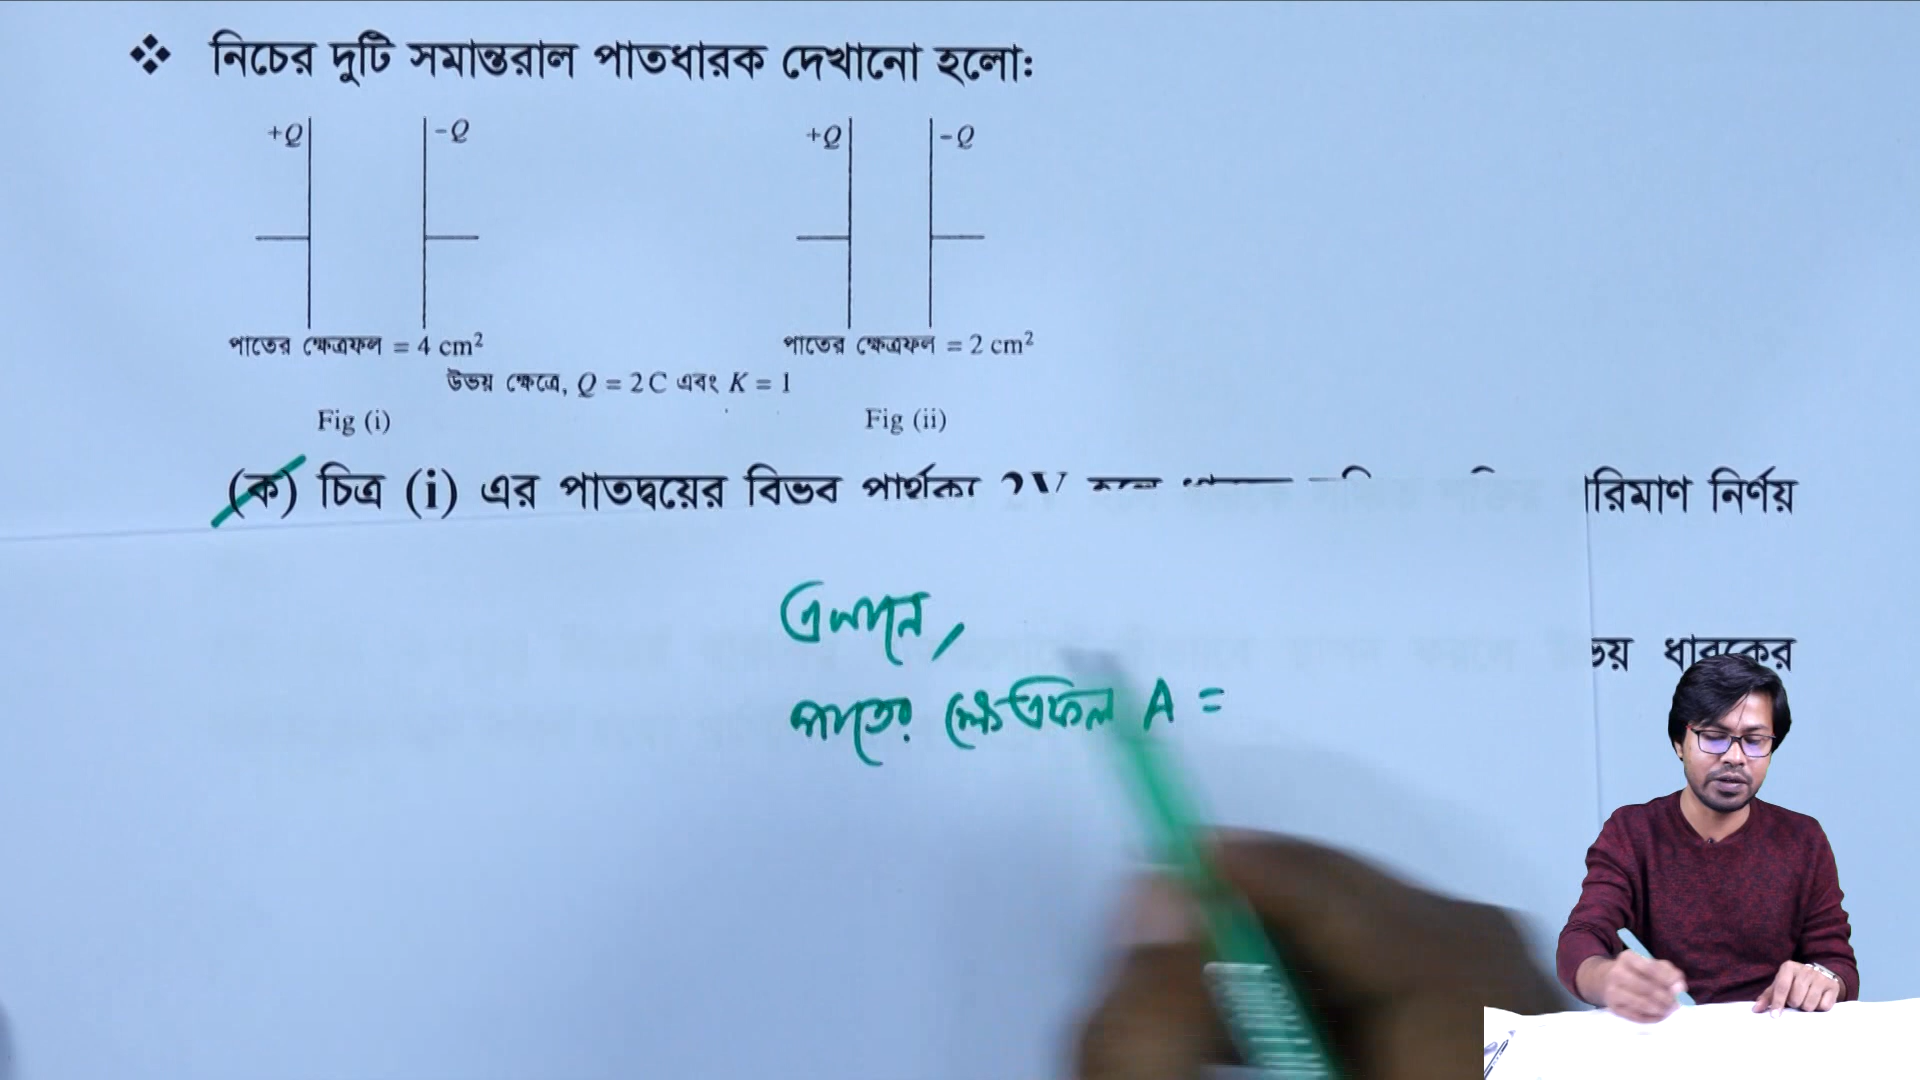 ❖ নিচের দুটি সমান্তরাল পাতধারক দেখানো হলোঃ
+Q -Q +Q -Q
পাতের ক্ষেত্রফল = 4 cm² পাতের ক্ষেত্রফল = 2 cm²
উভয় ক্ষেত্রে, Q = 2C এবং K = 1
Fig (i) Fig (ii)
(ক) চিত্র (i) এর পাতদ্বয়ের বিভব পার্থক্য 2V নির্ণয়
এখানে,
ধারকের
পাতের ক্ষেত্রফল A =